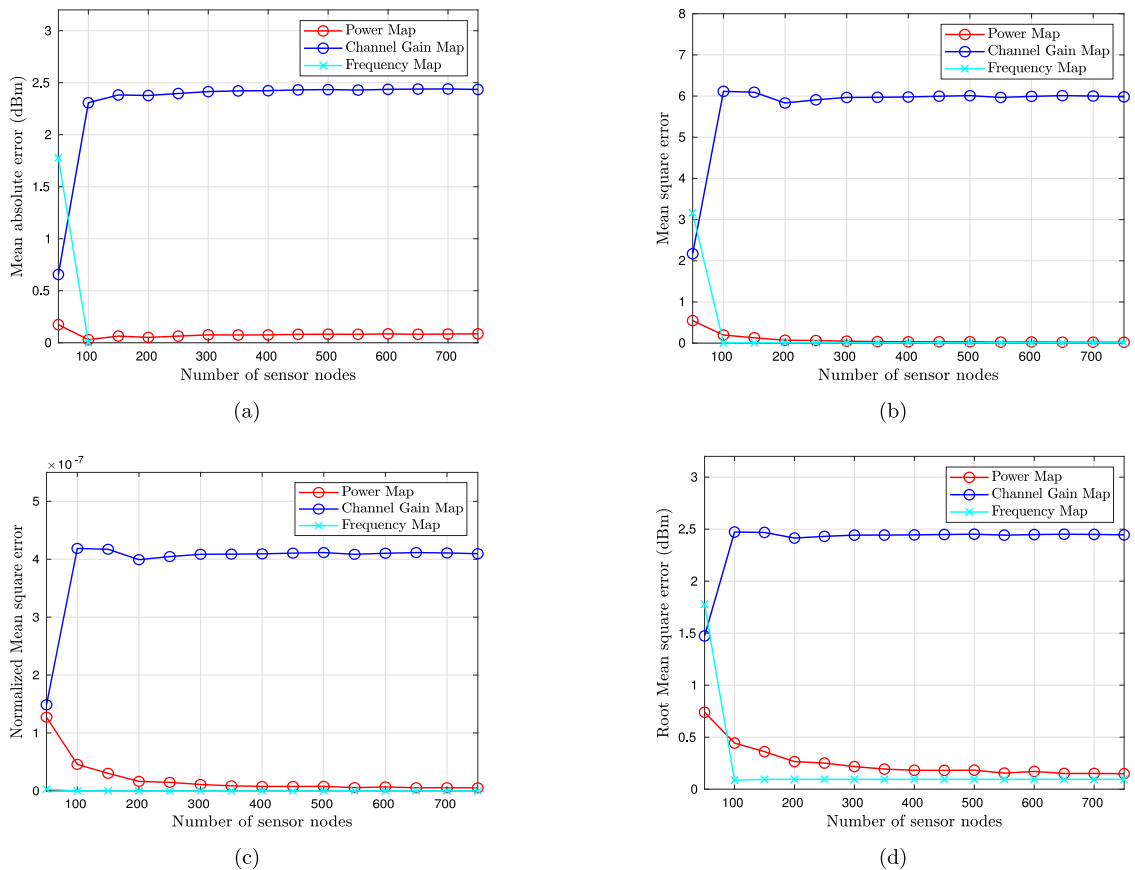 3
2.5
2
1.5
1
0.5
0
Mean absolute error (dBm)
Power Map
Channel Gain Map
Frequency Map
100 200 300 400 500 600 700
Number of sensor nodes
(a)
8
7
6
5
4
3
2
1
0
Mean square error
Power Map
Channel Gain Map
Frequency Map
100 200 300 400 500 600 700
Number of sensor nodes
(b)
×10⁻⁷
5
4
3
2
1
0
Normalized Mean square error
Power Map
Channel Gain Map
Frequency Map
100 200 300 400 500 600 700
Number of sensor nodes
(c)
3
2.5
2
1.5
1
0.5
0
Root Mean square error (dBm)
Power Map
Channel Gain Map
Frequency Map
100 200 300 400 500 600 700
Number of sensor nodes
(d)